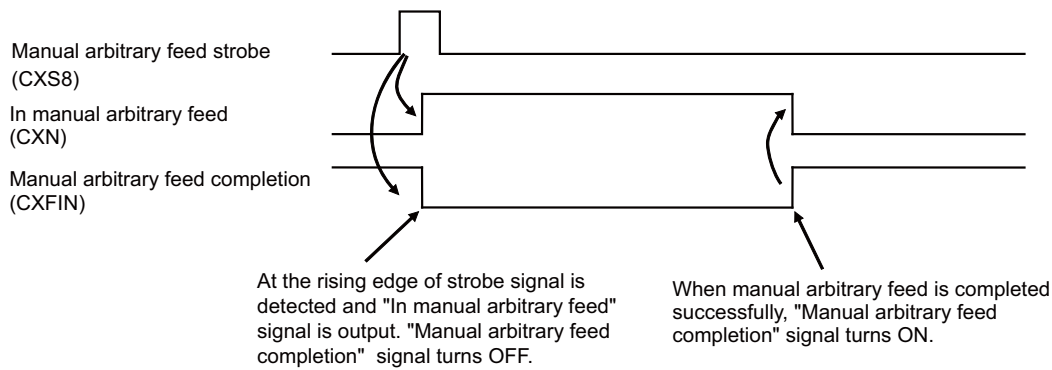 Manual arbitrary feed strobe
(CXS8)
In manual arbitrary feed
(CXN)
Manual arbitrary feed completion
(CXFIN)
At the rising edge of strobe signal is
detected and "In manual arbitrary feed"
signal is output. "Manual arbitrary feed
completion"  signal turns OFF.
When manual arbitrary feed is completed
successfully, "Manual arbitrary feed
completion" signal turns ON.